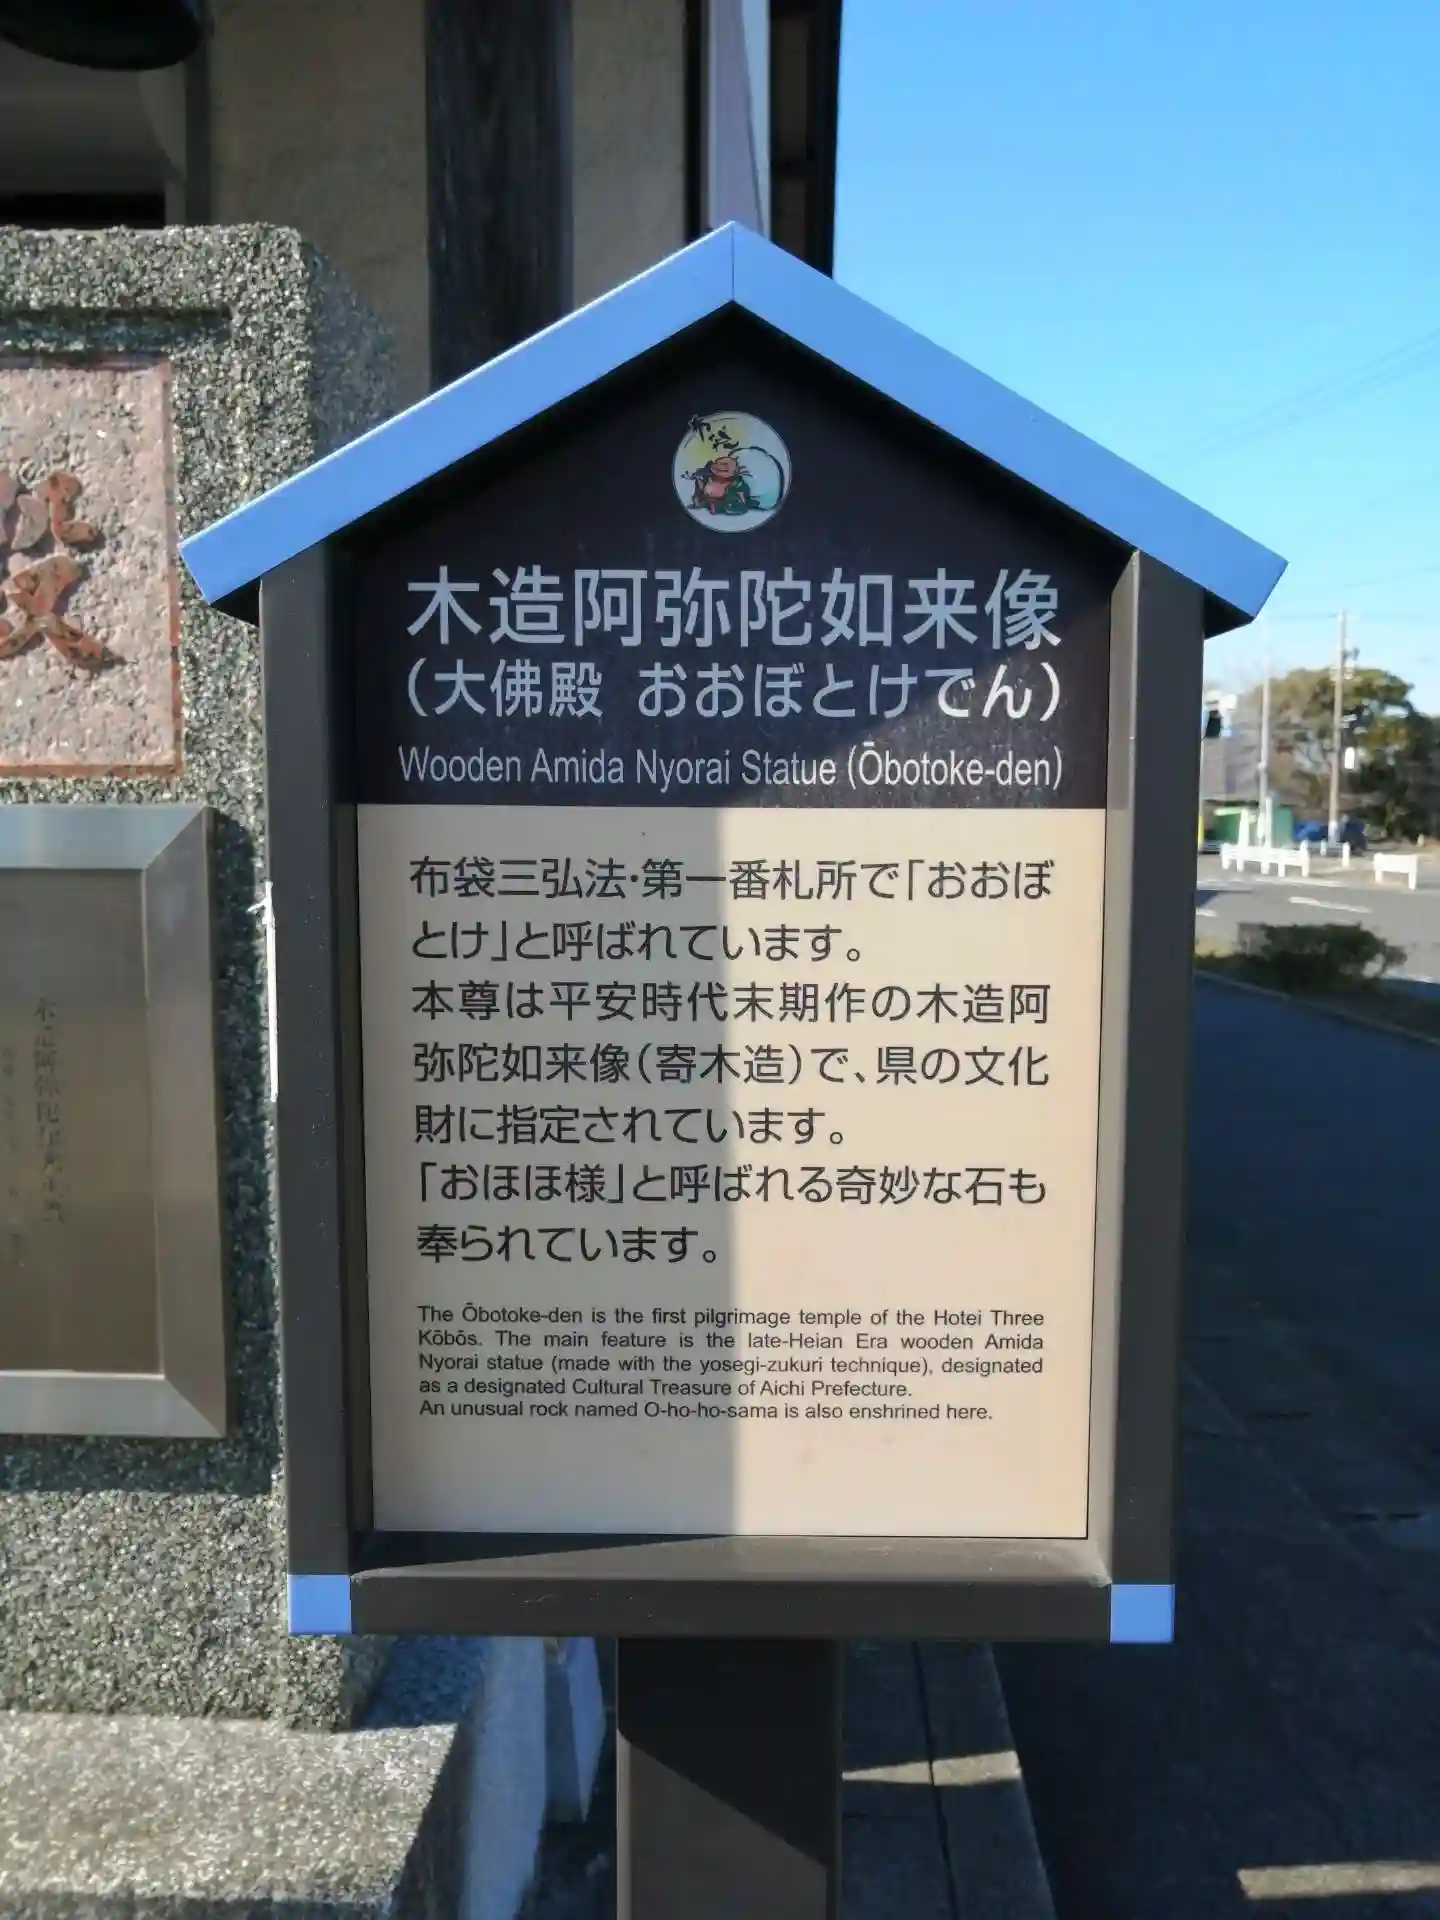 布袋
木造阿弥陀如来像
（大佛殿 おおぼとけでん）
Wooden Amida Nyorai Statue (Ōbotoke-den)
布袋三弘法・第一番札所で「おおぼ
とけ」と呼ばれています。
本尊は平安時代末期作の木造阿
弥陀如来像（寄木造）で、県の文化
財に指定されています。
「おほほ様」と呼ばれる奇妙な石も
奉られています。
The Ōbotoke-den is the first pilgrimage temple of the Hotei Three
Kōbōs. The main feature is the late-Heian Era wooden Amida
Nyorai statue (made with the yosegi-zukuri technique), designated
as a designated Cultural Treasure of Aichi Prefecture.
An unusual rock named O-ho-ho-sama is also enshrined here.